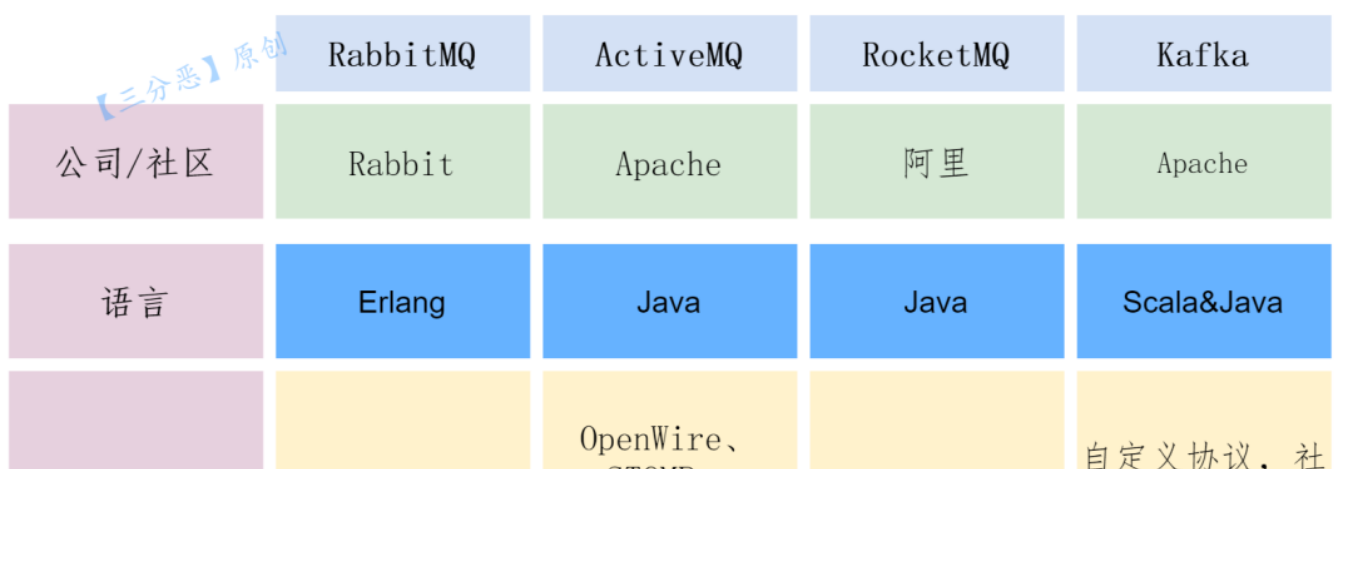 【三分恶】原创
RabbitMQ ActiveMQ RocketMQ Kafka
公司/社区 Rabbit Apache 阿里 Apache
语言 Erlang Java Java Scala&Java
OpenWire、
自定义协议，社